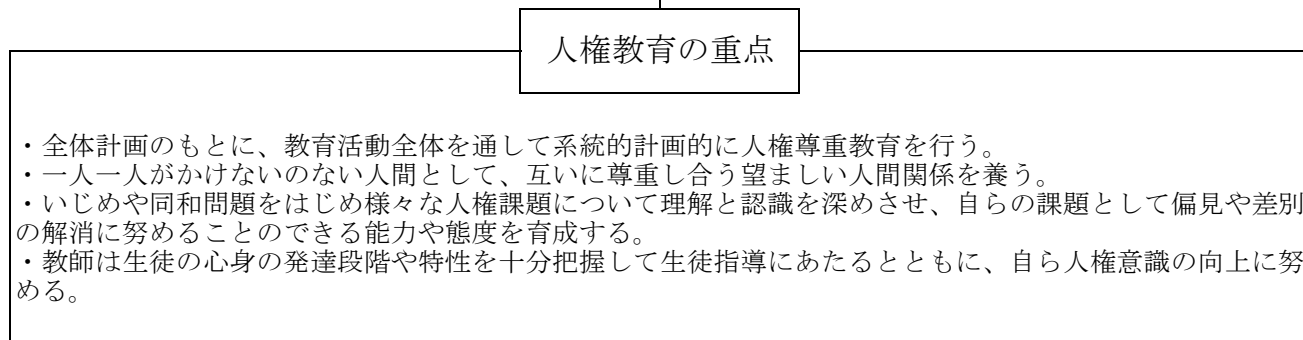 人権教育の重点
・全体計画のもとに、教育活動全体を通して系統的計画的に人権尊重教育を行う。
・一人一人がかけないのない人間として、互いに尊重し合う望ましい人間関係を養う。
・いじめや同和問題をはじめ様々な人権課題について理解と認識を深めさせ、自らの課題として偏見や差別
の解消に努めることのできる能力や態度を育成する。
・教師は生徒の心身の発達段階や特性を十分把握して生徒指導にあたるとともに、自ら人権意識の向上に努
める。